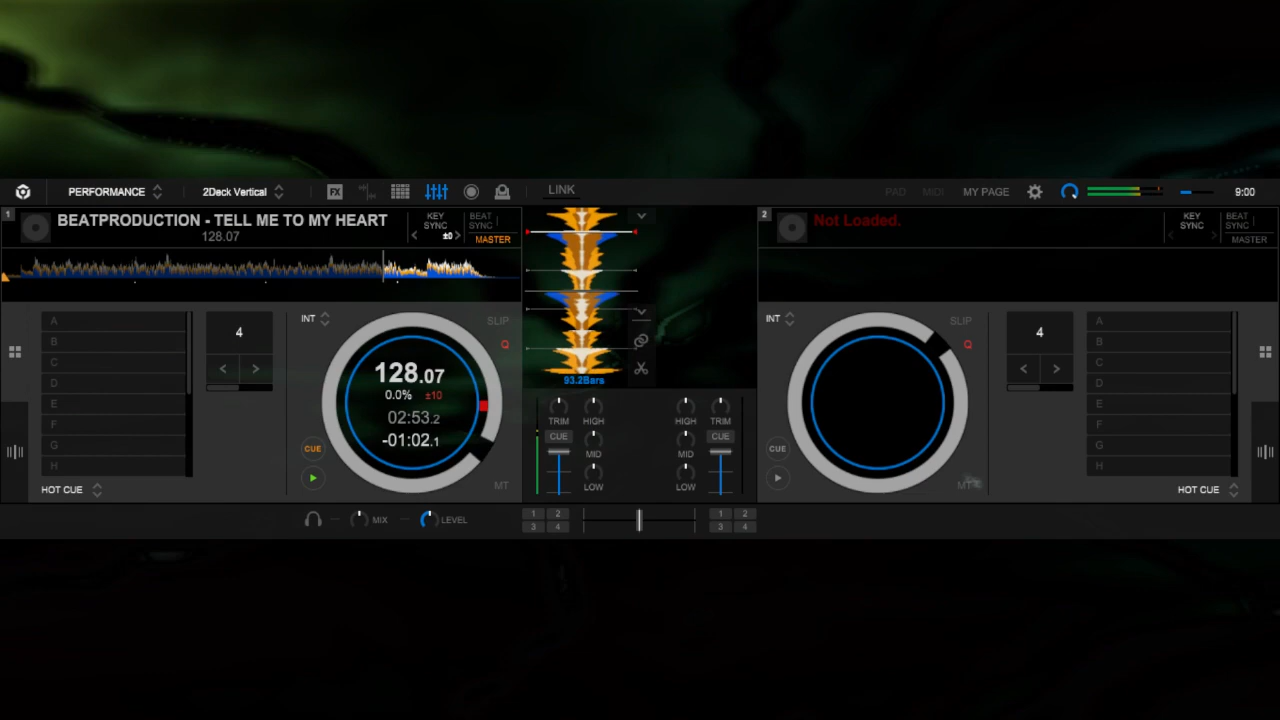 PERFORMANCE 2Deck Vertical FX LINK PAD MIDI MY PAGE 9:00
1 BEATPRODUCTION - TELL ME TO MY HEART
128.07
KEY SYNC ±0
BEAT SYNC
MASTER
2 Not Loaded.
KEY SYNC
BEAT SYNC
MASTER
A
B
C
D
E
F
G
H
HOT CUE
4
INT
SLIP
Q
128.07
0.0% ±10
02:53.2
-01:02.1
CUE
MT
93.2Bars
TRIM HIGH HIGH TRIM
CUE CUE
MID MID
LOW LOW
INT
SLIP
Q
CUE
MT
4
A
B
C
D
E
F
G
H
HOT CUE
MIX LEVEL
1 2 1 2
3 4 3 4